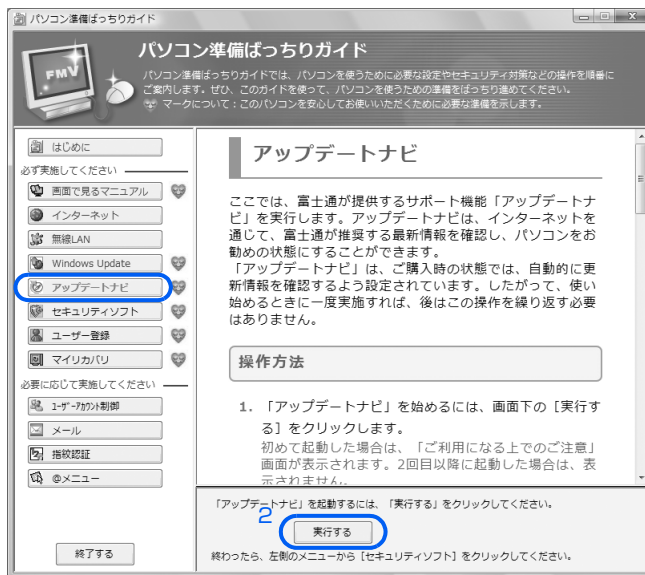 パソコン準備ばっちりガイド
FMV
パソコン準備ばっちりガイド
パソコン準備ばっちりガイドでは、パソコンを使うために必要な設定やセキュリティ対策などの操作を順番に
ご案内します。ぜひ、このガイドを使って、パソコンを使うための準備をばっちり進めてください。
マークについて：このパソコンを安心してお使いいただくために必要な準備を示します。
はじめに
必ず実施してください
画面で見るマニュアル
インターネット
無線LAN
Windows Update
アップデートナビ
セキュリティソフト
ユーザー登録
マイリカバリ
必要に応じて実施してください
ﾕｰｻﾞｰｱｶｳﾝﾄ制御
メール
指紋認証
@メニュー
終了する
アップデートナビ
ここでは、富士通が提供するサポート機能「アップデートナ
ビ」を実行します。アップデートナビは、インターネットを
通じて、富士通が推奨する最新情報を確認し、パソコンをお
勧めの状態にすることができます。
「アップデートナビ」は、ご購入時の状態では、自動的に更
新情報を確認するよう設定されています。したがって、使い
始めるときに一度実施すれば、後はこの操作を繰り返す必要
はありません。
操作方法
1. 「アップデートナビ」を始めるには、画面下の［実行す
る］をクリックします。
初めて起動した場合は、「ご利用になる上でのご注意」
画面が表示されます。2回目以降に起動した場合は、表
示されません。
「アップデートナビ」を起動するには、「実行する」をクリックしてください。
2
実行する
終わったら、左側のメニューから［セキュリティソフト］をクリックしてください。